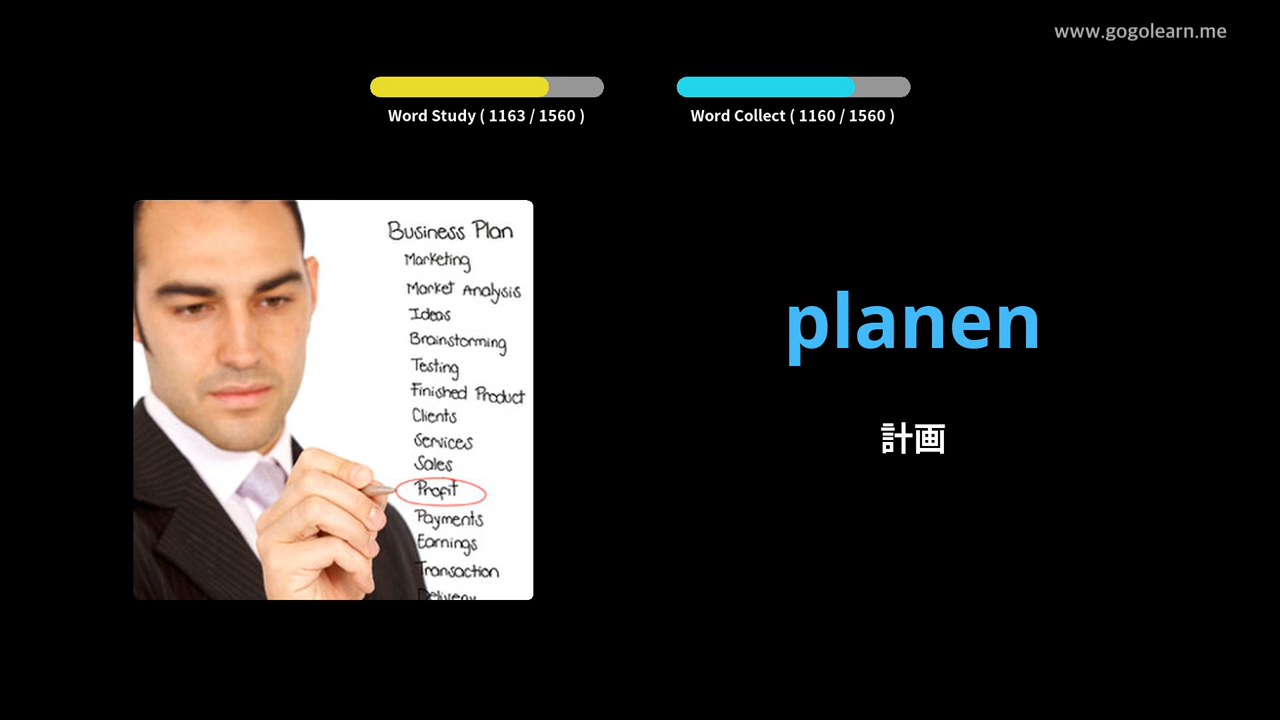 www.gogolearn.me
Word Study ( 1163 / 1560 )
Word Collect ( 1160 / 1560 )
Business Plan
Marketing
Market Analysis
Ideas
Brainstorming
Testing
Finished Product
Clients
Services
Sales
Profit
Payments
Earnings
Transaction
Delivery
planen
計画